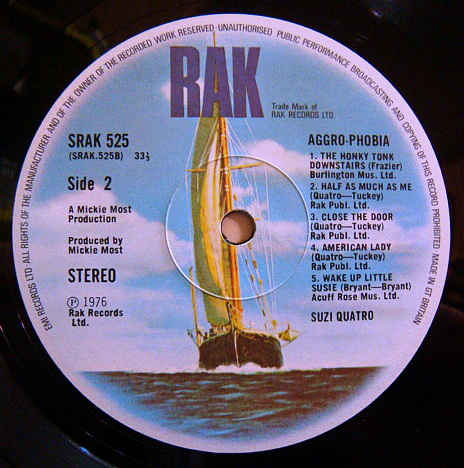 EMI RECORDS LTD ALL RIGHTS OF THE MANUFACTURER AND OF THE OWNER OF THE RECORDED WORK RESERVED · UNAUTHORISED PUBLIC PERFORMANCE BROADCASTING AND COPYING OF THIS RECORD PROHIBITED MADE IN GT BRITAIN
RAK
Trade Mark of
RAK RECORDS LTD.
SRAK 525
(SRAK.525B) 33⅓
Side 2
A Mickie Most
Production
Produced by
Mickie Most
STEREO
Ⓟ 1976
Rak Records
Ltd.
AGGRO-PHOBIA
1. THE HONKY TONK
DOWNSTAIRS (Frazier)
Burlington Mus. Ltd.
2. HALF AS MUCH AS ME
(Quatro—Tuckey)
Rak Publ. Ltd.
3. CLOSE THE DOOR
(Quatro—Tuckey)
Rak Publ. Ltd.
4. AMERICAN LADY
(Quatro—Tuckey)
Rak Publ. Ltd.
5. WAKE UP LITTLE
SUSIE (Bryant—Bryant)
Acuff Rose Mus. Ltd.
SUZI QUATRO